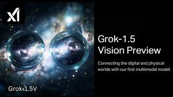 xI
Grok-1.5
Vision Preview
Connecting the digital and physical
worlds with our first multimodal model.
Grok-1.5V